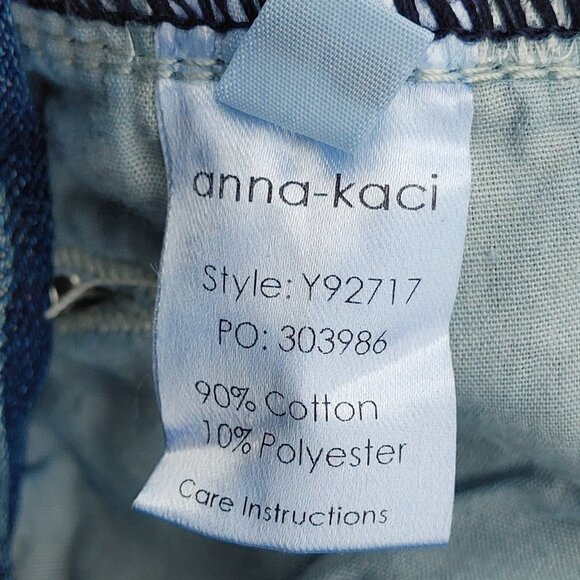 anna-kaci
Style: Y92717
PO: 303986
90% Cotton
10% Polyester
Care Instructions